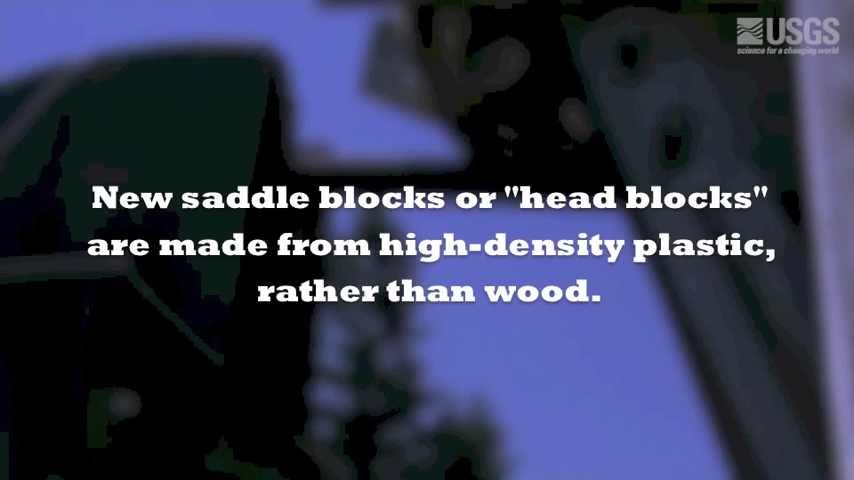 USGS
science for a changing world
New saddle blocks or "head blocks"
are made from high-density plastic,
rather than wood.